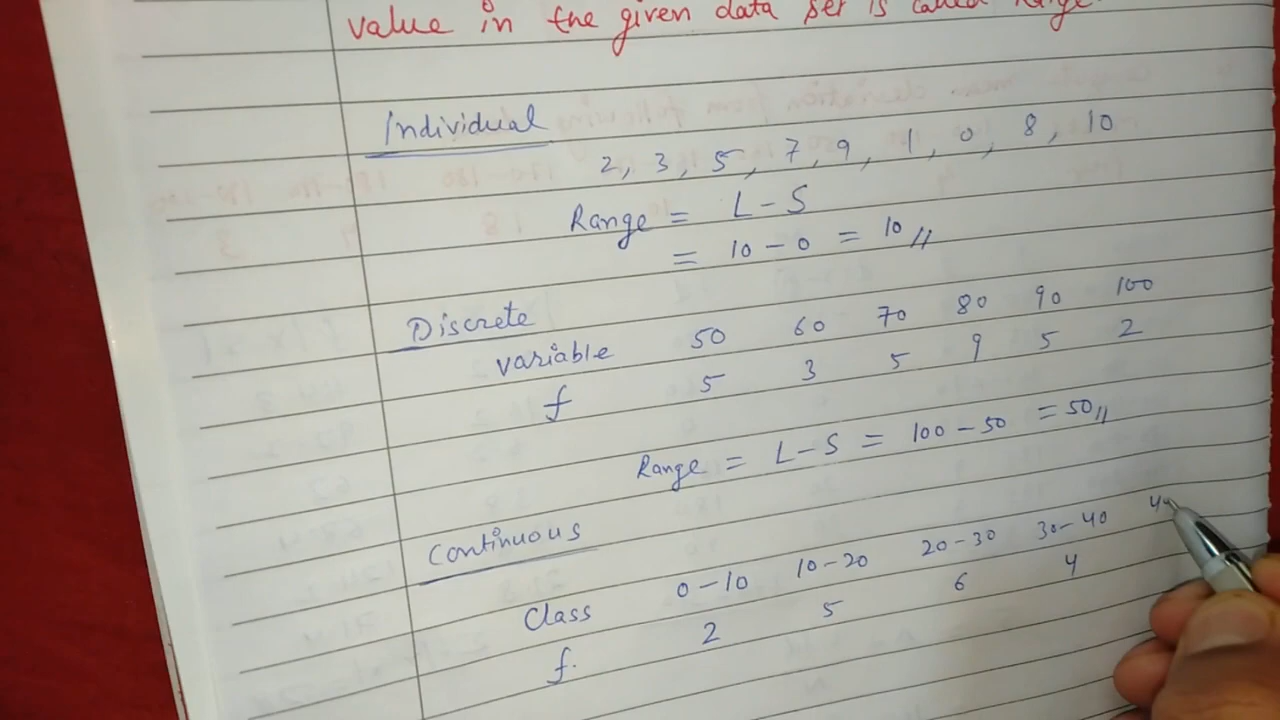 value in the given data set is called Range
Individual
2, 3, 5, 7, 9, 1, 0, 8, 10
Range = L - S
= 10 - 0 = 10 //
Discrete
variable 50 60 70 80 90 100
f 5 3 5 9 5 2
Range = L - S = 100 - 50 = 50 //
Continuous
Class 0 - 10 10 - 20 20 - 30 30 - 40
f. 2 5 6 4